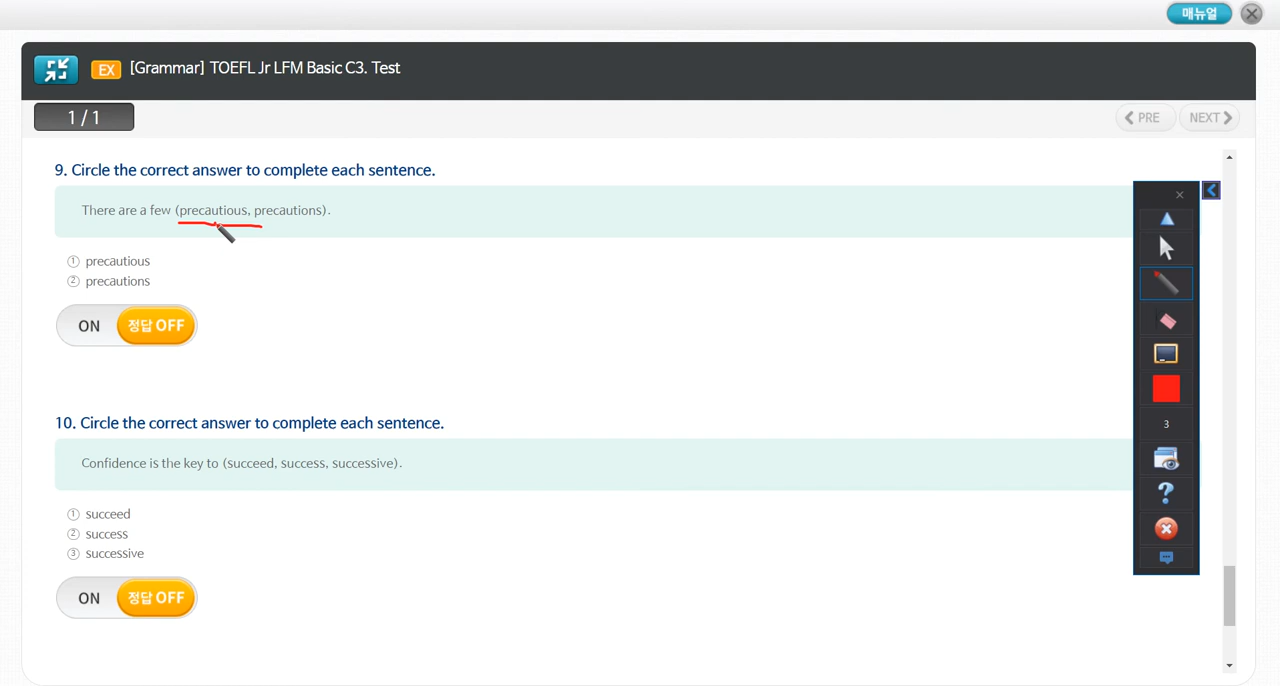 매뉴얼
EX [Grammar] TOEFL Jr LFM Basic C3. Test
1 / 1
PRE NEXT
9. Circle the correct answer to complete each sentence.
There are a few (precautious, precautions).
① precautious
② precautions
ON 정답 OFF
10. Circle the correct answer to complete each sentence.
Confidence is the key to (succeed, success, successive).
① succeed
② success
③ successive
ON 정답 OFF
3
?